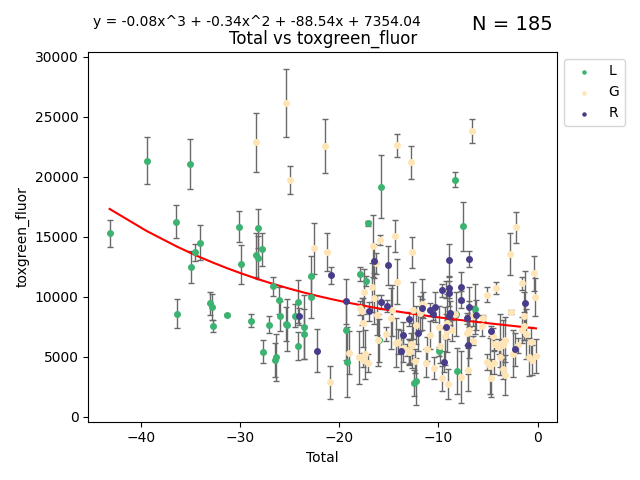 y = -0.08x^3 + -0.34x^2 + -88.54x + 7354.04
N = 185
Total vs toxgreen_fluor
30000
25000
20000
15000
10000
5000
0
toxgreen_fluor
−40
−30
−20
−10
0
Total
L
G
R